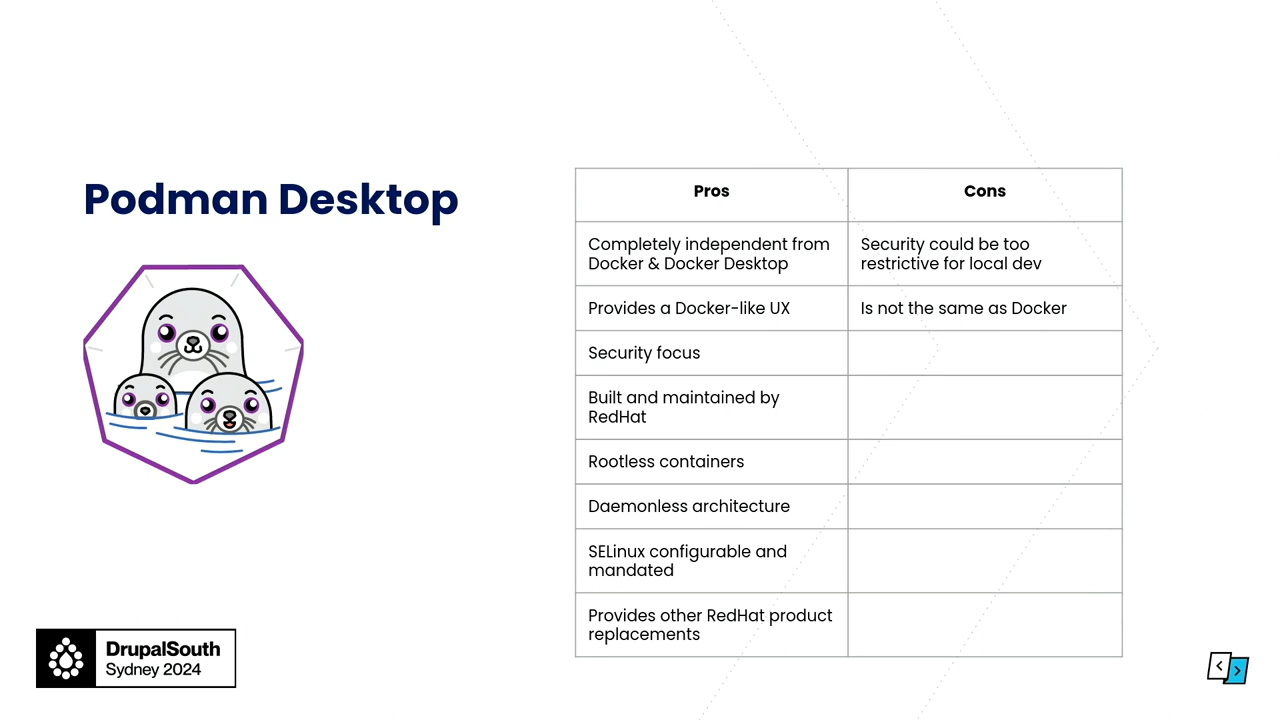 Podman Desktop
Pros
Cons
Completely independent from
Docker & Docker Desktop
Security could be too
restrictive for local dev
Provides a Docker-like UX
Is not the same as Docker
Security focus
Built and maintained by
RedHat
Rootless containers
Daemonless architecture
SELinux configurable and
mandated
Provides other RedHat product
replacements
DrupalSouth
Sydney 2024